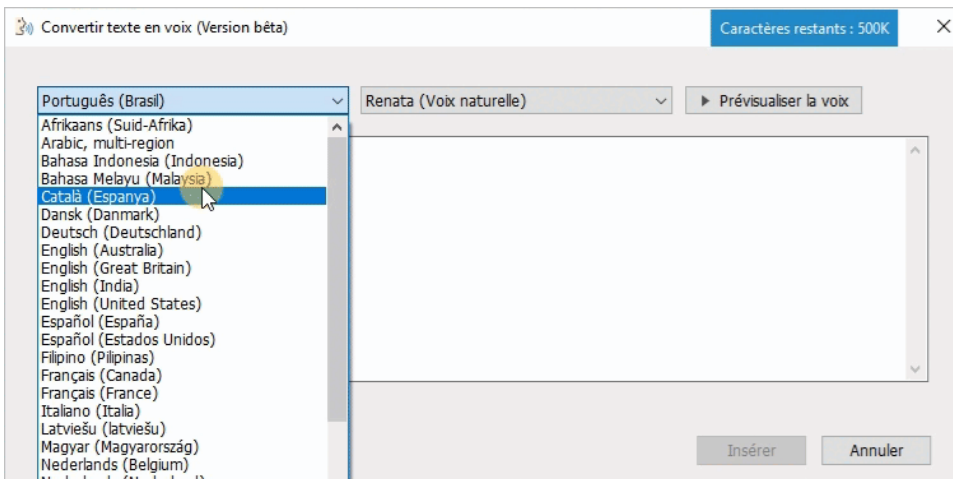 Convertir texte en voix (Version bêta)
Caractères restants : 500K
Português (Brasil)
Renata (Voix naturelle)
Prévisualiser la voix
Afrikaans (Suid-Afrika)
Arabic, multi-region
Bahasa Indonesia (Indonesia)
Bahasa Melayu (Malaysia)
Català (Espanya)
Dansk (Danmark)
Deutsch (Deutschland)
English (Australia)
English (Great Britain)
English (India)
English (United States)
Español (España)
Español (Estados Unidos)
Filipino (Pilipinas)
Français (Canada)
Français (France)
Italiano (Italia)
Latviešu (latviešu)
Magyar (Magyarország)
Nederlands (Belgium)
Insérer
Annuler